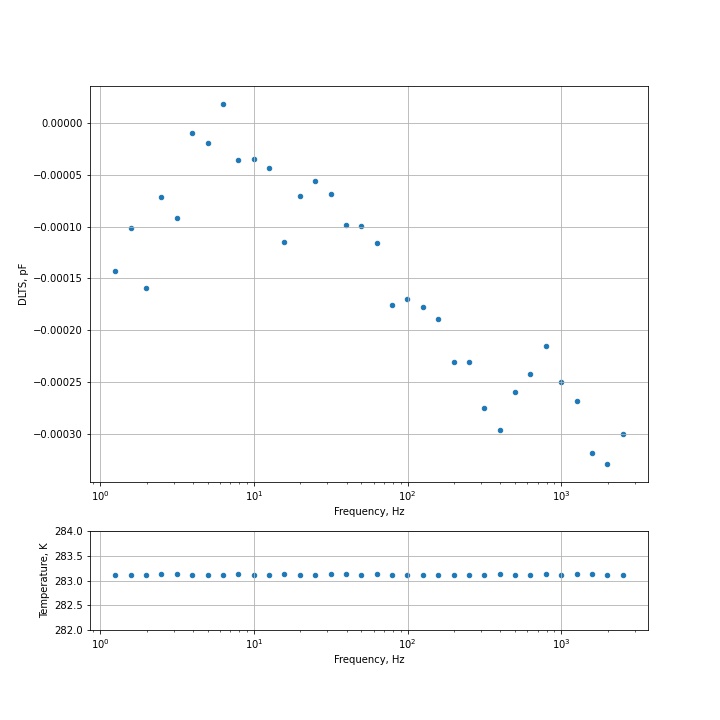 0.00000
−0.00005
−0.00010
−0.00015
−0.00020
−0.00025
−0.00030
DLTS, pF
10⁰ 10¹ 10² 10³
Frequency, Hz
284.0
283.5
283.0
282.5
282.0
Temperature, K
10⁰ 10¹ 10² 10³
Frequency, Hz